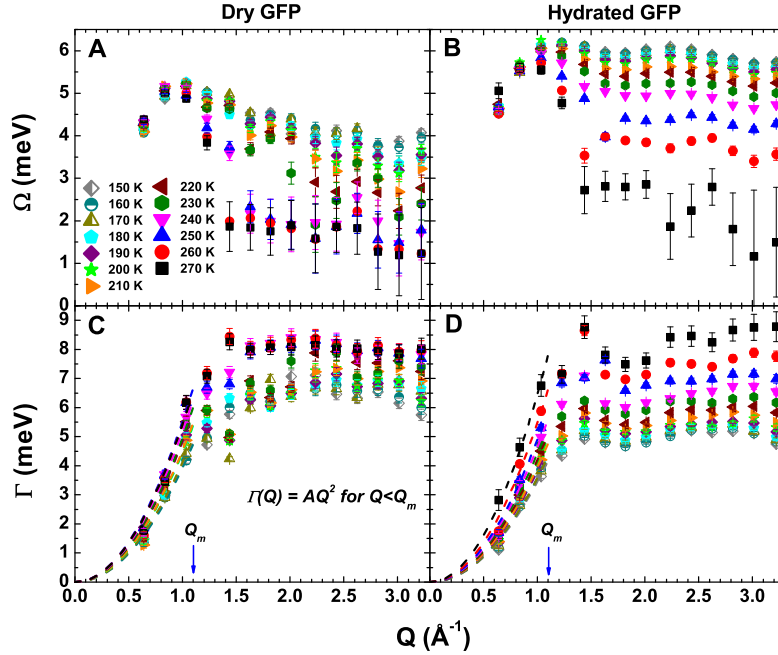 Dry GFP
Hydrated GFP
A
B
6
5
4
3
2
1
0
Ω (meV)
150 K
160 K
170 K
180 K
190 K
200 K
210 K
220 K
230 K
240 K
250 K
260 K
270 K
C
D
9
8
7
6
5
4
3
2
1
0
Γ (meV)
Γ(Q) = AQ² for Q<Qₘ
Qₘ
Qₘ
0.0 0.5 1.0 1.5 2.0 2.5 3.0
0.0 0.5 1.0 1.5 2.0 2.5 3.0
Q (Å⁻¹)